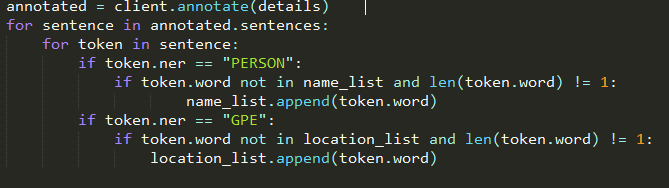 annotated = client.annotate(details)
for sentence in annotated.sentences:
    for token in sentence:
        if token.ner == "PERSON":
            if token.word not in name_list and len(token.word) != 1:
                    name_list.append(token.word)
        if token.ner == "GPE":
            if token.word not in location_list and len(token.word) != 1:
                location_list.append(token.word)